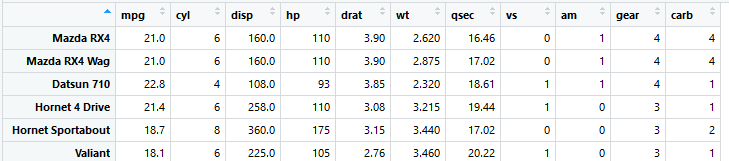 mpg cyl disp hp drat wt qsec vs am gear carb
Mazda RX4 21.0 6 160.0 110 3.90 2.620 16.46 0 1 4 4
Mazda RX4 Wag 21.0 6 160.0 110 3.90 2.875 17.02 0 1 4 4
Datsun 710 22.8 4 108.0 93 3.85 2.320 18.61 1 1 4 1
Hornet 4 Drive 21.4 6 258.0 110 3.08 3.215 19.44 1 0 3 1
Hornet Sportabout 18.7 8 360.0 175 3.15 3.440 17.02 0 0 3 2
Valiant 18.1 6 225.0 105 2.76 3.460 20.22 1 0 3 1